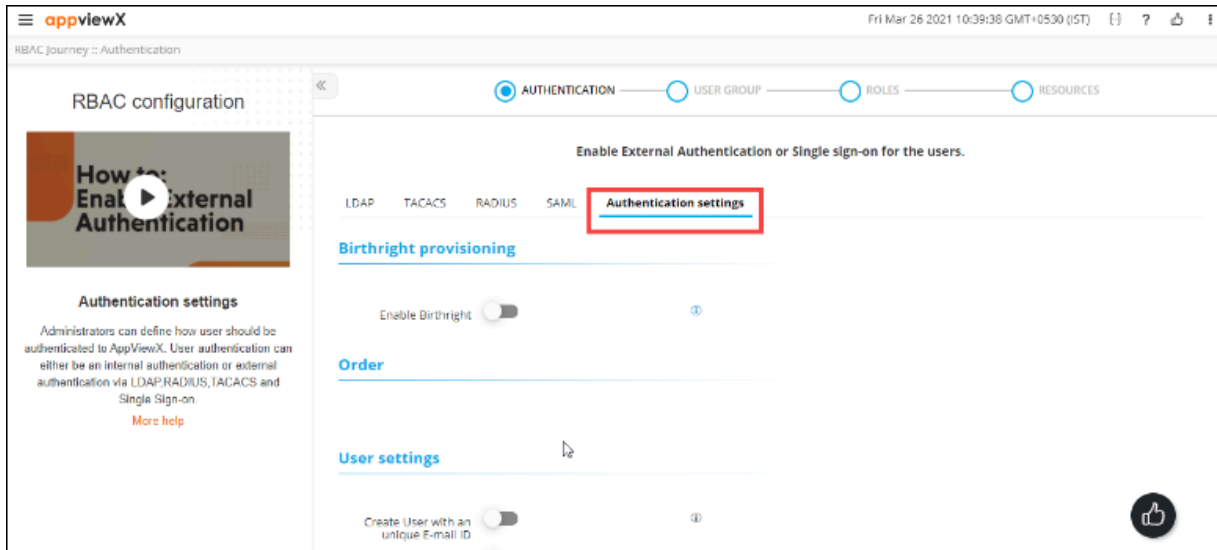 appviewX
Fri Mar 26 2021 10:39:38 GMT+0530 (IST)
?
RBAC Journey :: Authentication
RBAC configuration
How to:
Enable External
Authentication
Authentication settings
Administrators can define how user should be
authenticated to AppViewX. User authentication can
either be an internal authentication or external
authentication via LDAP,RADIUS,TACACS and
Single Sign-on.
More help
AUTHENTICATION
USER GROUP
ROLES
RESOURCES
Enable External Authentication or Single sign-on for the users.
LDAP TACACS RADIUS SAML Authentication settings
Birthright provisioning
Enable Birthright
Order
User settings
Create User with an
unique E-mail ID